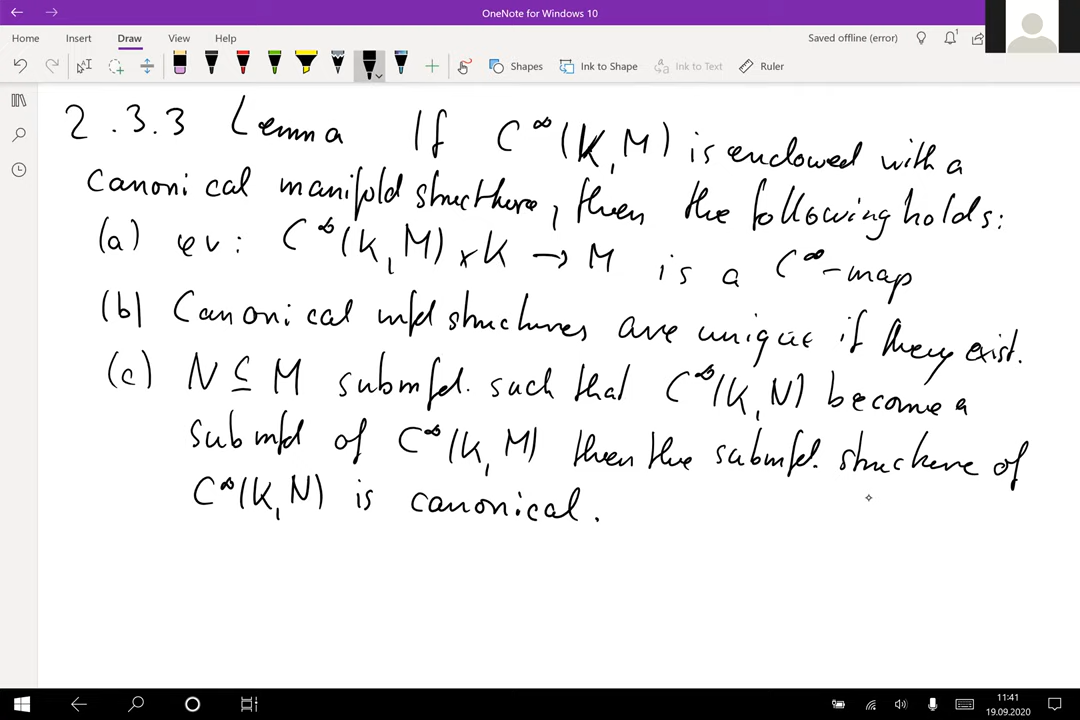 OneNote for Windows 10
Home Insert Draw View Help Saved offline (error)
Shapes Ink to Shape Ink to Text Ruler
2.3.3 Lemma If C^∞(K,M) is endowed with a
canonical manifold structure, then the following holds:
(a) ev: C^∞(K,M) × K → M is a C^∞-map
(b) Canonical mfd structures are unique if they exist.
(c) N ⊆ M submfd. such that C^∞(K,N) become a
submfd of C^∞(K,M) then the submfd. structure of
C^∞(K,N) is canonical.
11:41
19.09.2020